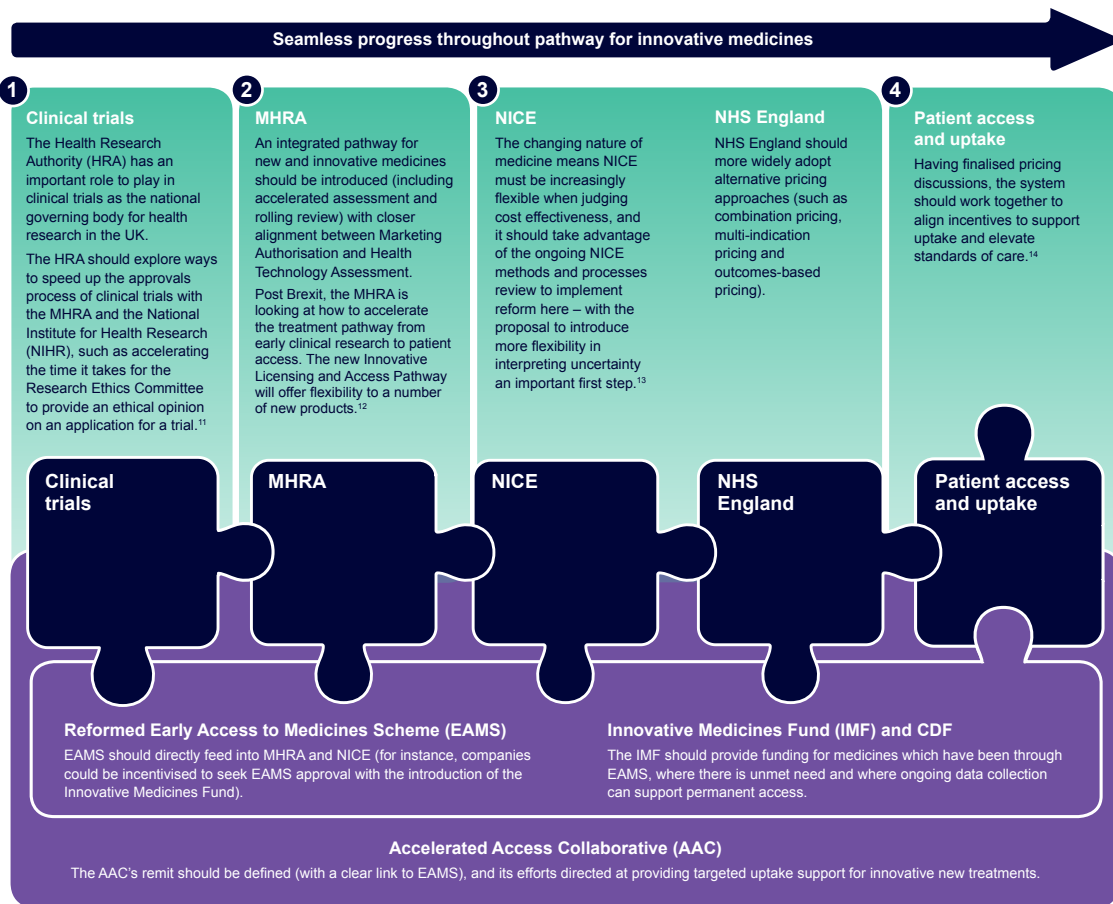 Seamless progress throughout pathway for innovative medicines
1
Clinical trials
The Health Research
Authority (HRA) has an
important role to play in
clinical trials as the national
governing body for health
research in the UK.
The HRA should explore ways
to speed up the approvals
process of clinical trials with
the MHRA and the National
Institute for Health Research
(NIHR), such as accelerating
the time it takes for the
Research Ethics Committee
to provide an ethical opinion
on an application for a trial.11
2
MHRA
An integrated pathway for
new and innovative medicines
should be introduced (including
accelerated assessment and
rolling review) with closer
alignment between Marketing
Authorisation and Health
Technology Assessment.
Post Brexit, the MHRA is
looking at how to accelerate
the treatment pathway from
early clinical research to patient
access. The new Innovative
Licensing and Access Pathway
will offer flexibility to a number
of new products.12
3
NICE
The changing nature of
medicine means NICE
must be increasingly
flexible when judging
cost effectiveness, and
it should take advantage
of the ongoing NICE
methods and processes
review to implement
reform here – with the
proposal to introduce
more flexibility in
interpreting uncertainty
an important first step.13
NHS England
NHS England should
more widely adopt
alternative pricing
approaches (such as
combination pricing,
multi-indication
pricing and
outcomes-based
pricing).
4
Patient access
and uptake
Having finalised pricing
discussions, the system
should work together to
align incentives to support
uptake and elevate
standards of care.14
Clinical
trials
MHRA
NICE
NHS
England
Patient access
and uptake
Reformed Early Access to Medicines Scheme (EAMS)
EAMS should directly feed into MHRA and NICE (for instance, companies
could be incentivised to seek EAMS approval with the introduction of the
Innovative Medicines Fund).
Innovative Medicines Fund (IMF) and CDF
The IMF should provide funding for medicines which have been through
EAMS, where there is unmet need and where ongoing data collection
can support permanent access.
Accelerated Access Collaborative (AAC)
The AAC's remit should be defined (with a clear link to EAMS), and its efforts directed at providing targeted uptake support for innovative new treatments.